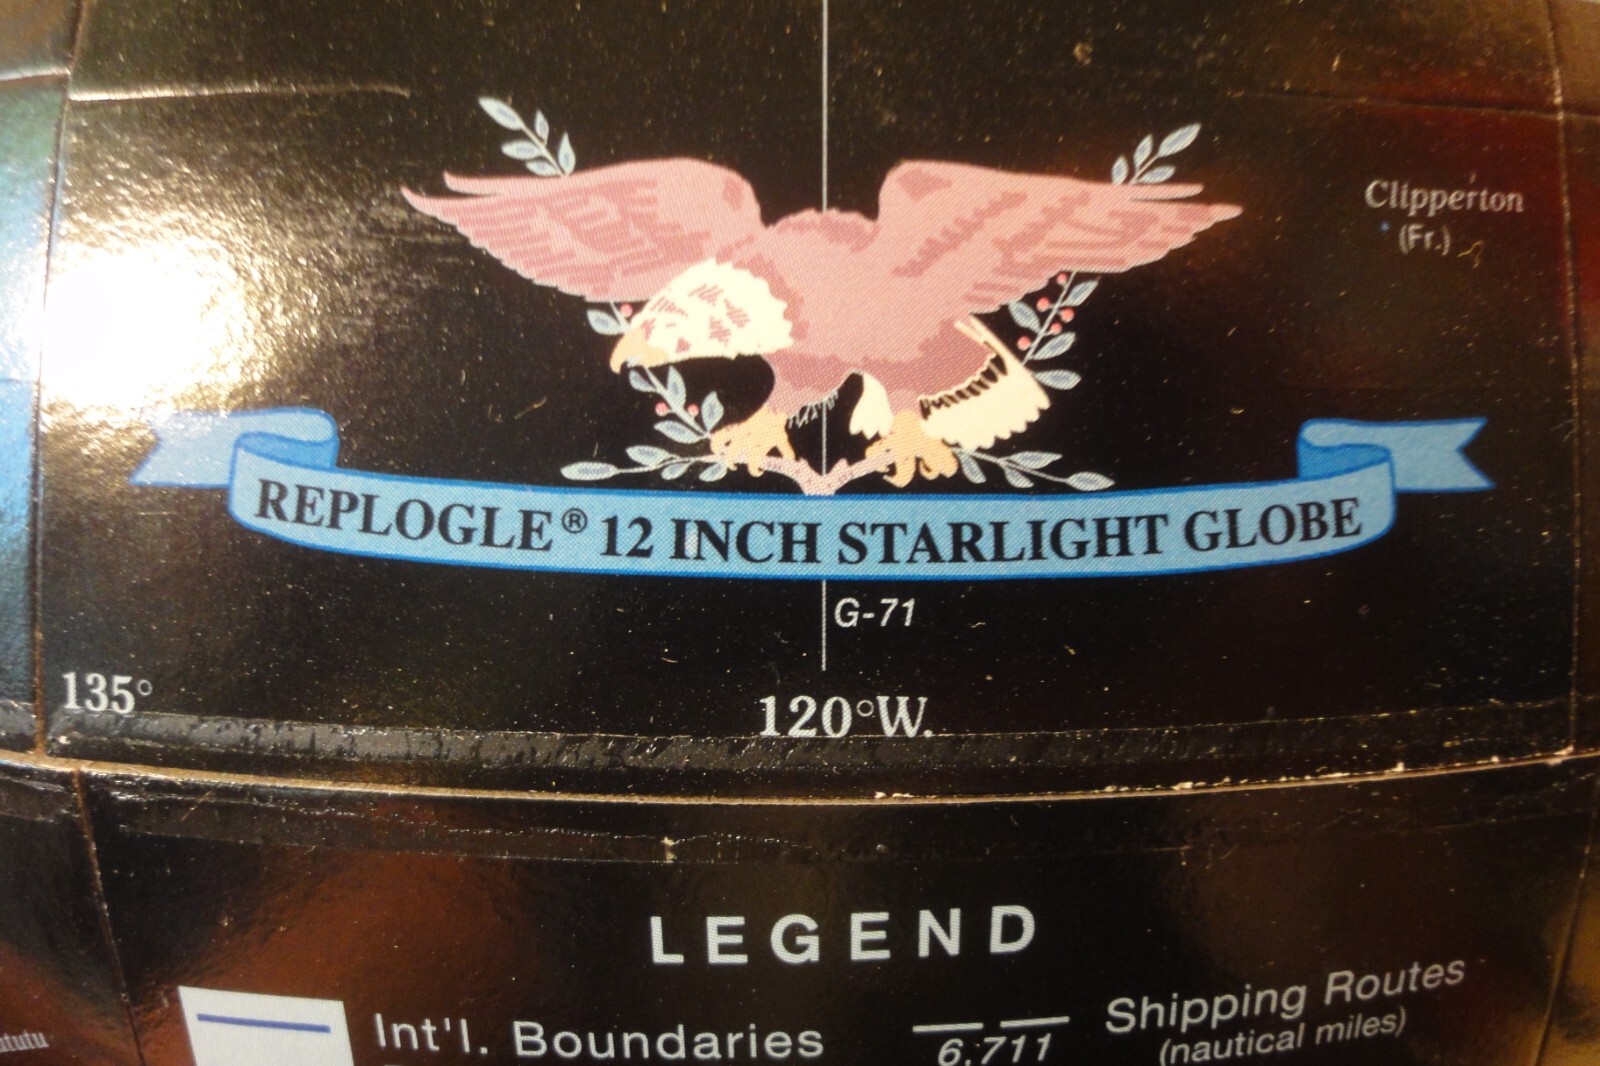 Clipperton
(Fr.)
REPLOGLE® 12 INCH STARLIGHT GLOBE
G-71
135°
120°W.
LEGEND
Int'l. Boundaries
6,711
Shipping Routes
(nautical miles)